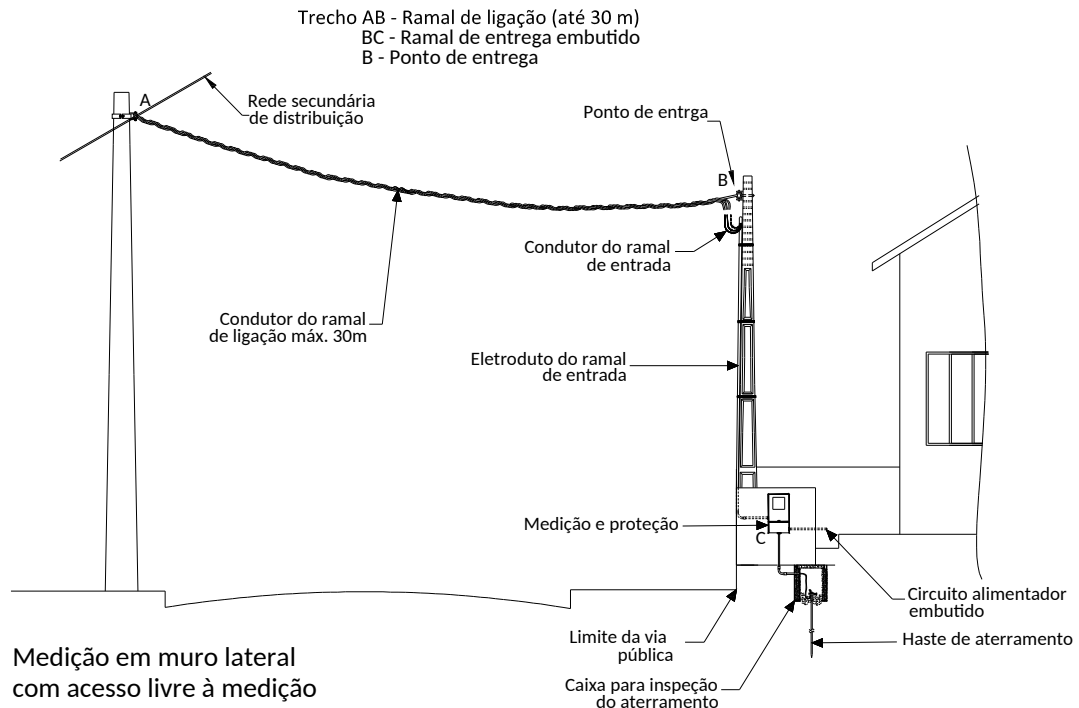 Trecho AB - Ramal de ligação (até 30 m)
BC - Ramal de entrega embutido
B - Ponto de entrega
A
Rede secundária
de distribuição
Ponto de entrga
B
Condutor do ramal
de entrada
Condutor do ramal
de ligação máx. 30m
Eletroduto do ramal
de entrada
Medição e proteção
C
Circuito alimentador
embutido
Limite da via
pública
Haste de aterramento
Medição em muro lateral
com acesso livre à medição
Caixa para inspeção
do aterramento